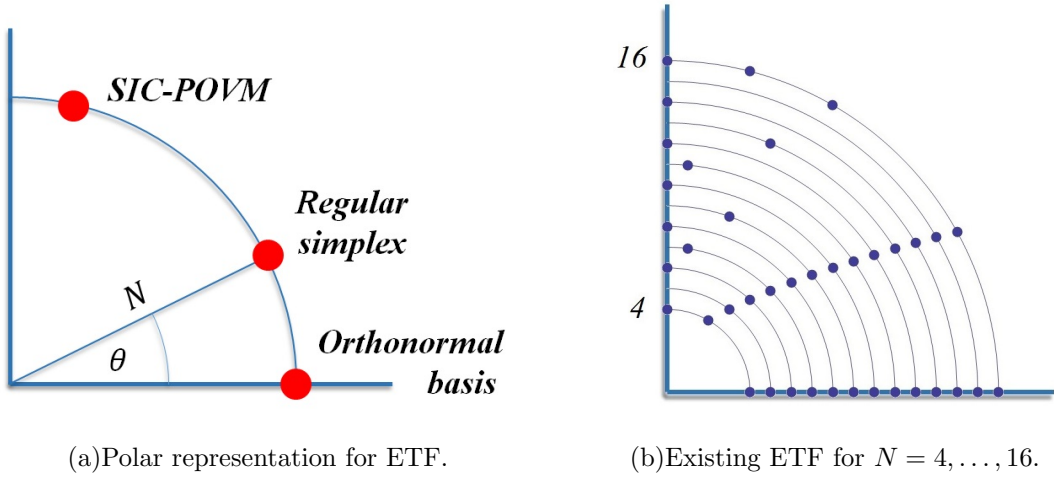 SIC-POVM
Regular
simplex
N
θ
Orthonormal
basis
(a)Polar representation for ETF.
16
4
(b)Existing ETF for N = 4, . . . , 16.